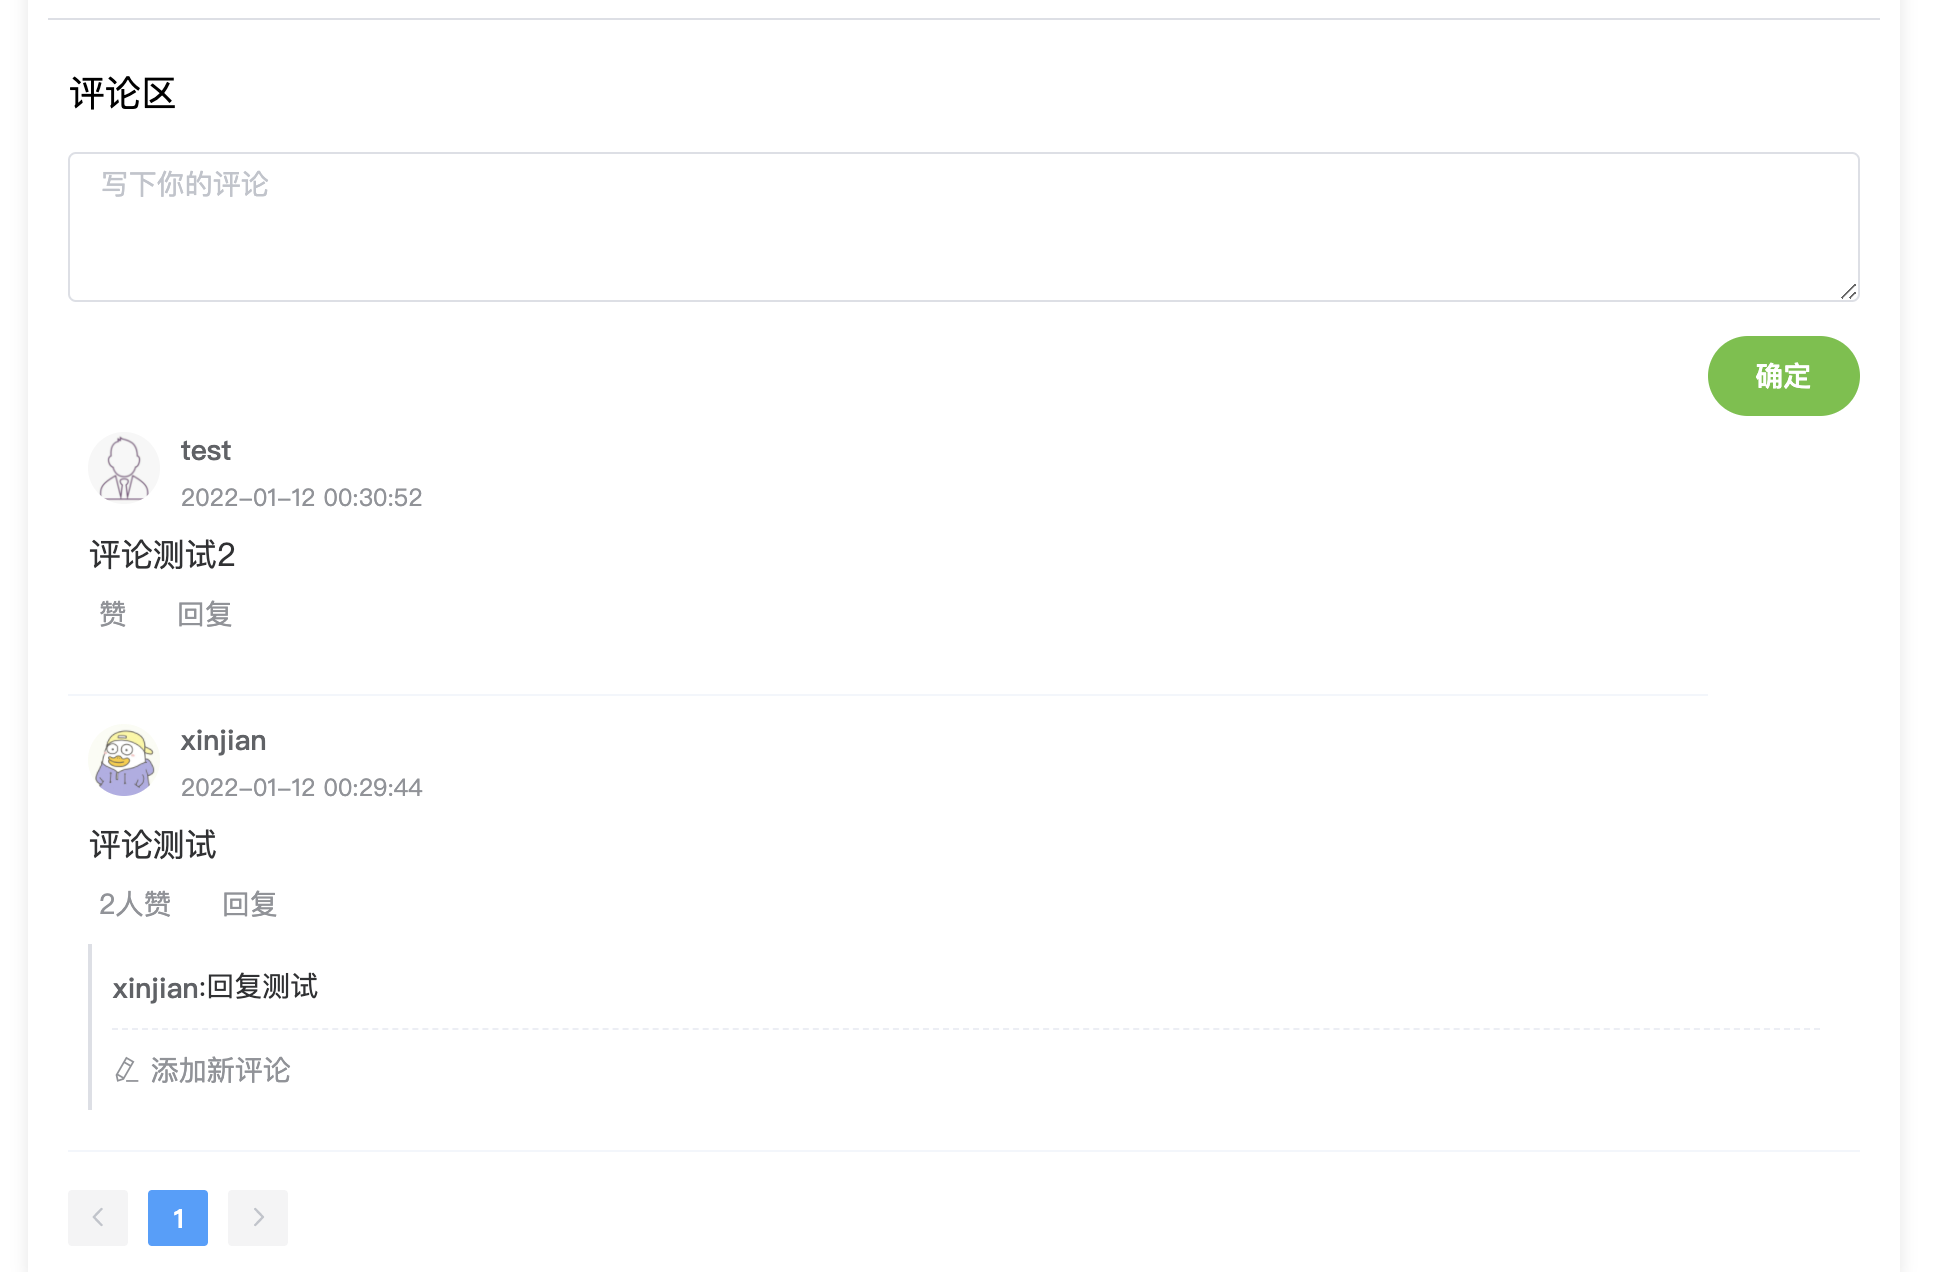 评论区
写下你的评论
确定
test
2022-01-12 00:30:52
评论测试2
赞 回复
xinjian
2022-01-12 00:29:44
评论测试
2人赞 回复
xinjian:回复测试
添加新评论
1